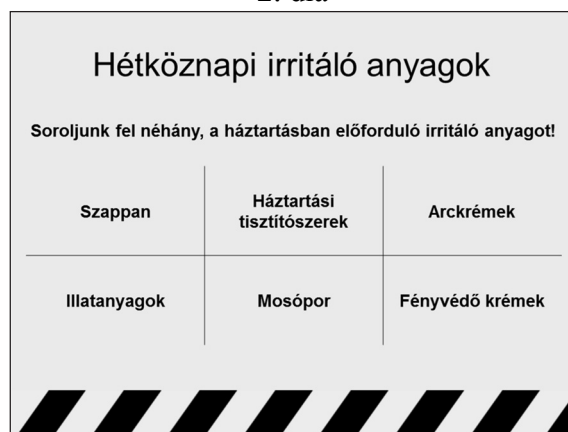 Hétköznapi irritáló anyagok
Soroljunk fel néhány, a háztartásban előforduló irritáló anyagot!
Szappan
Háztartási
tisztítószerek
Arckrémek
Illatanyagok
Mosópor
Fényvédő krémek